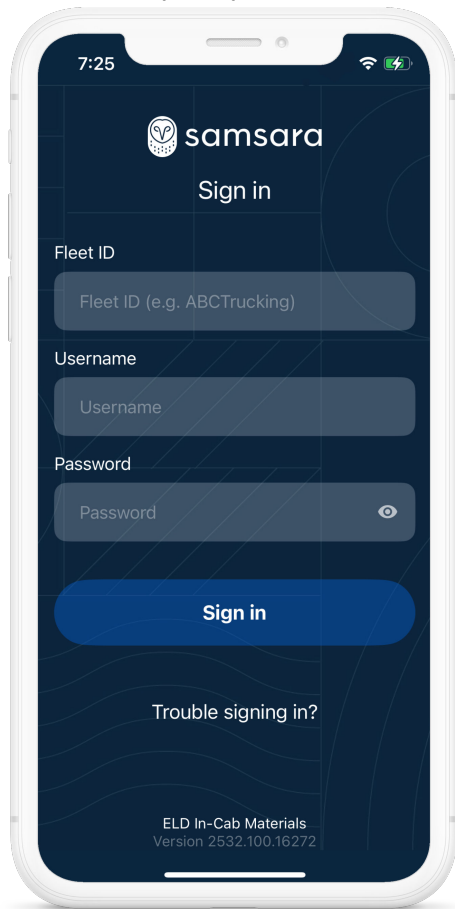 7:25
samsara
Sign in
Fleet ID
Fleet ID (e.g. ABCTrucking)
Username
Username
Password
Password
Sign in
Trouble signing in?
ELD In-Cab Materials
Version 2532.100.16272